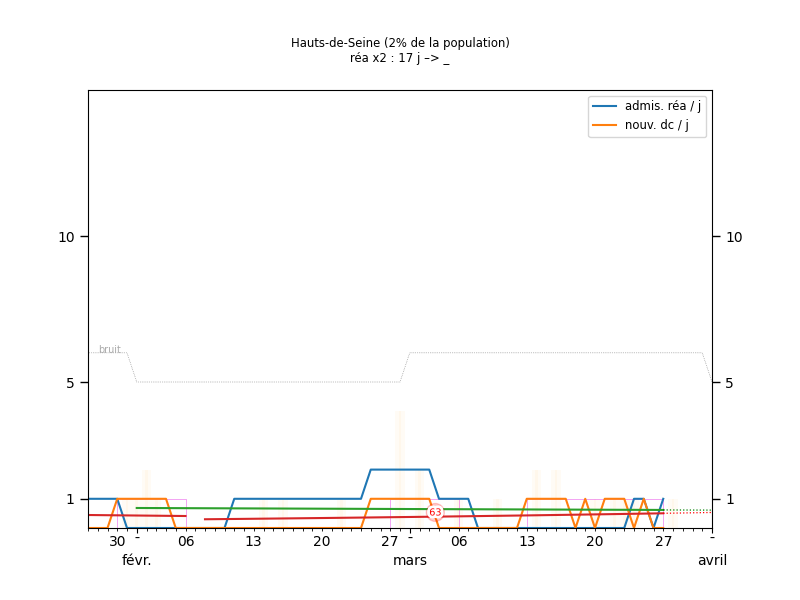 Hauts-de-Seine (2% de la population)
réa x2 : 17 j –> _
admis. réa / j
nouv. dc / j
10 10
bruit
5 5
1 1
63
30 - 06 13 20 27 - 06 13 20 27 -
févr. mars avril